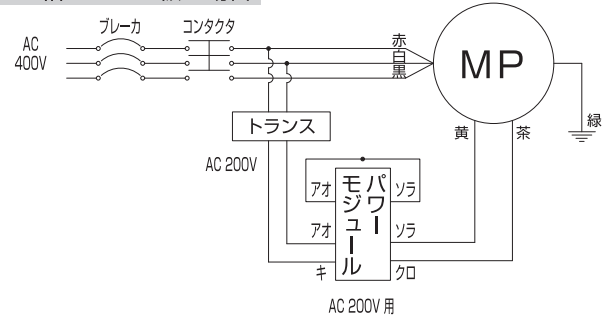 ブレーカ
コンタクタ
AC
400V
赤
白
黒
MP
緑
黄
茶
トランス
AC 200V
アオ
ソラ
パワー
モジュール
アオ
ソラ
キ
クロ
AC 200V 用